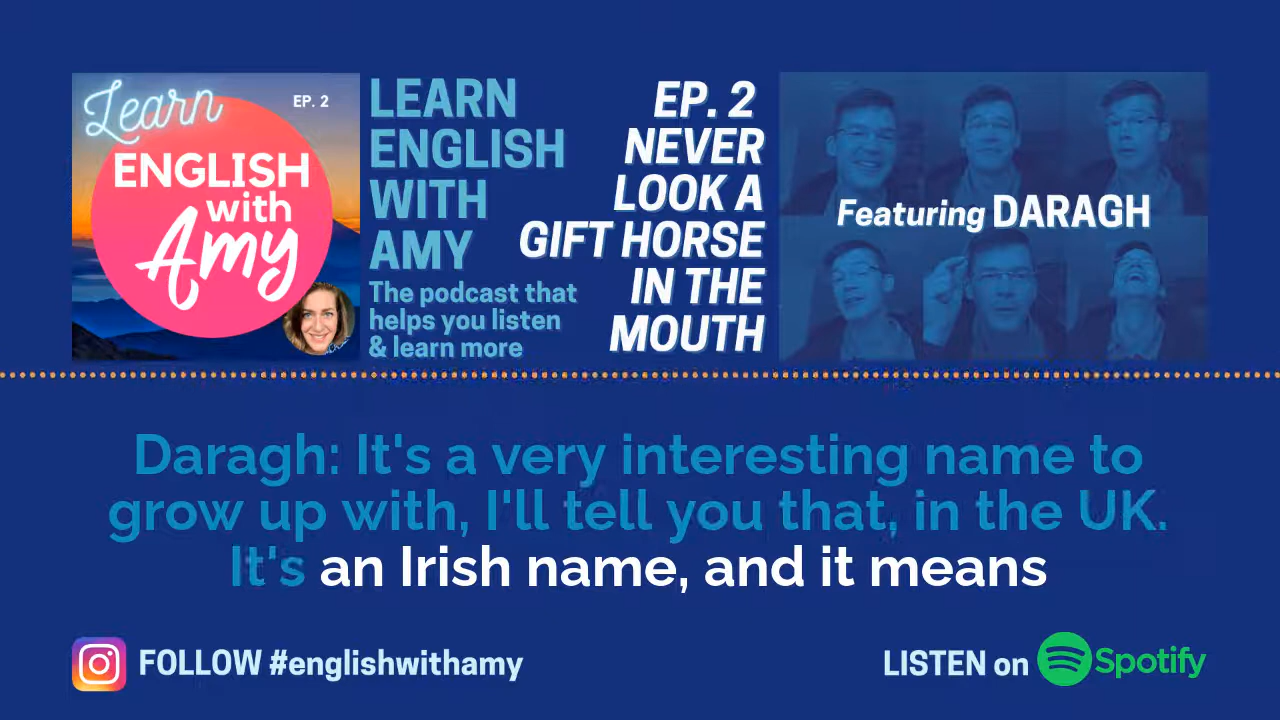 Learn
EP. 2
ENGLISH
with
Amy
LEARN
ENGLISH
WITH
AMY
The podcast that
helps you listen
& learn more
EP. 2
NEVER
LOOK A
GIFT HORSE
IN THE
MOUTH
Featuring DARAGH
Daragh: It's a very interesting name to
grow up with, I'll tell you that, in the UK.
It's an Irish name, and it means
FOLLOW #englishwithamy
LISTEN on Spotify